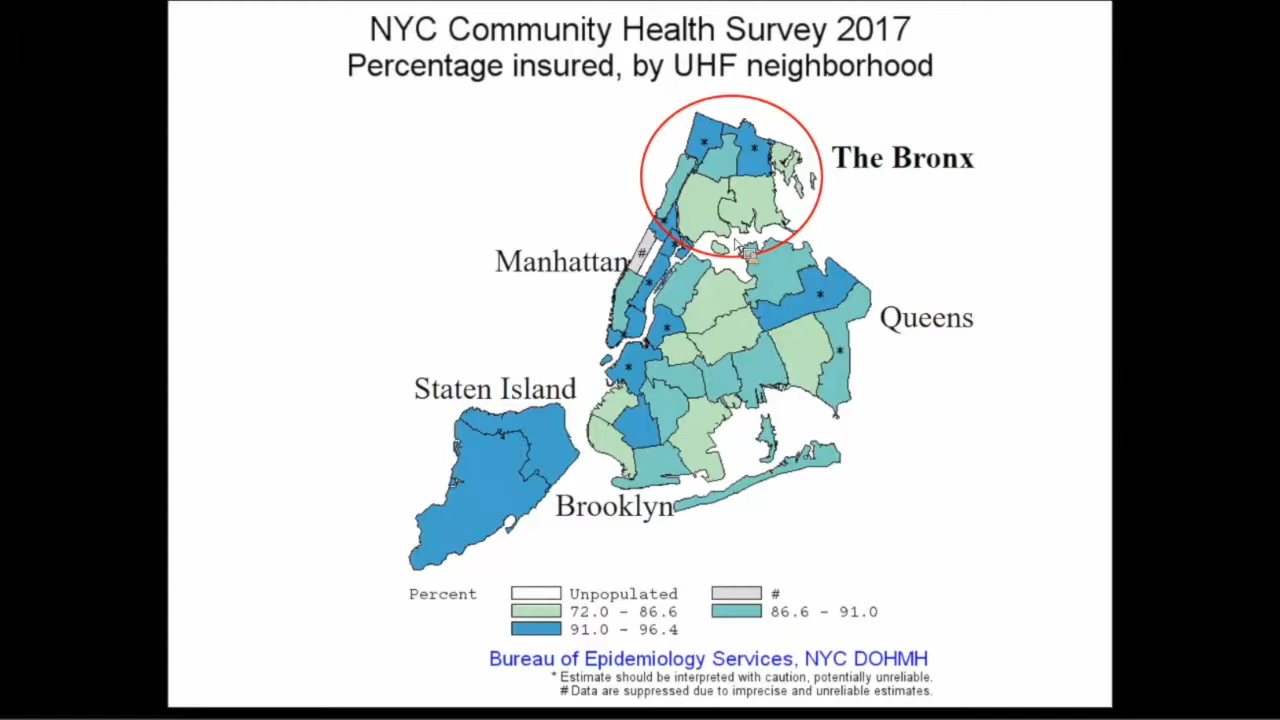 NYC Community Health Survey 2017
Percentage insured, by UHF neighborhood
The Bronx
*
*
*
Manhattan
#
*
*
*
Queens
*
*
*
*
Staten Island
Brooklyn
Percent
Unpopulated
#
72.0 - 86.6
86.6 - 91.0
91.0 - 96.4
Bureau of Epidemiology Services, NYC DOHMH
* Estimate should be interpreted with caution, potentially unreliable.
# Data are suppressed due to imprecise and unreliable estimates.